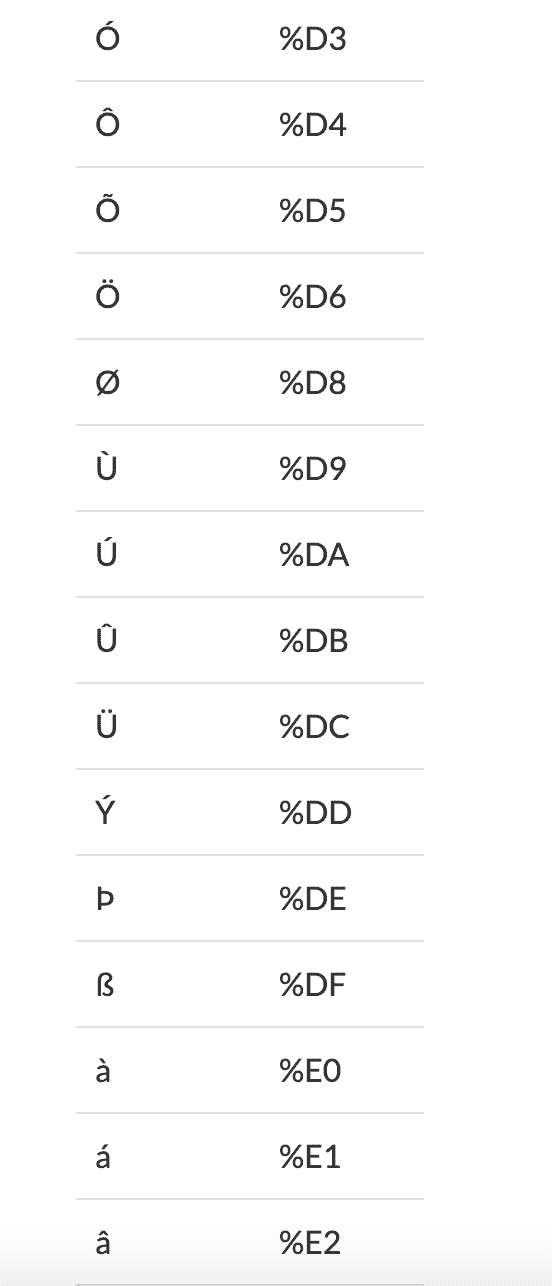 Ó %D3
Ô %D4
Õ %D5
Ö %D6
Ø %D8
Ù %D9
Ú %DA
Û %DB
Ü %DC
Ý %DD
Þ %DE
ß %DF
à %E0
á %E1
â %E2